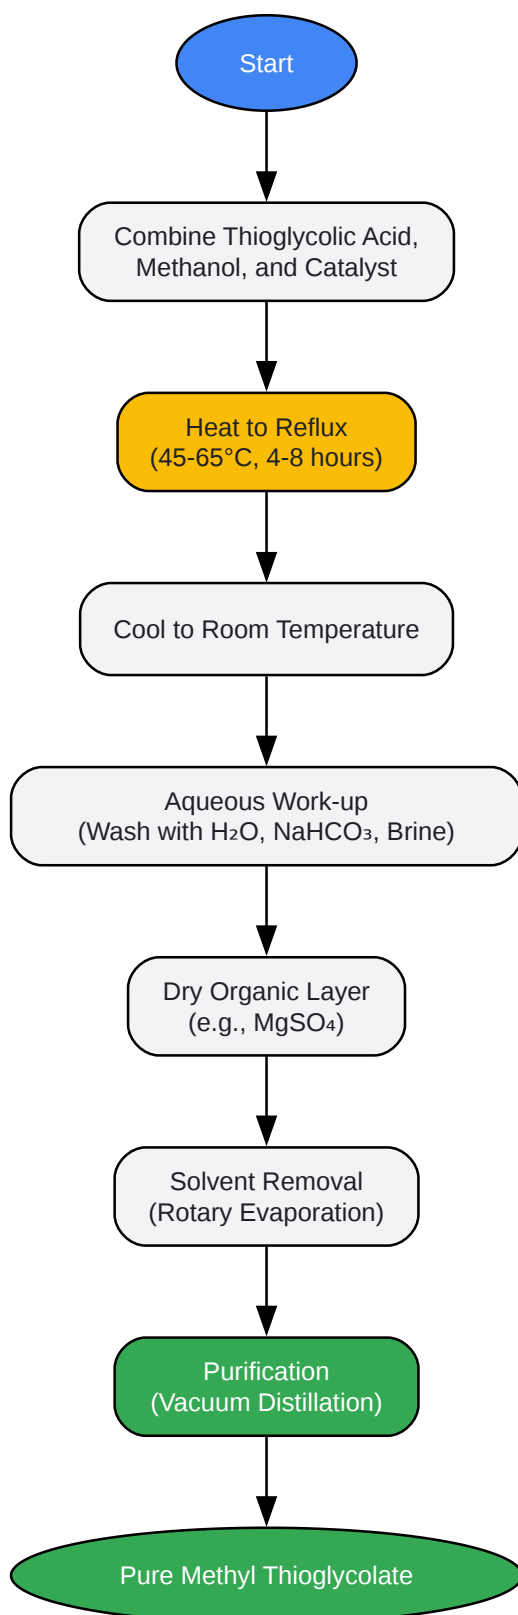 Start
Combine Thioglycolic Acid,
Methanol, and Catalyst
Heat to Reflux
(45-65°C, 4-8 hours)
Cool to Room Temperature
Aqueous Work-up
(Wash with H₂O, NaHCO₃, Brine)
Dry Organic Layer
(e.g., MgSO₄)
Solvent Removal
(Rotary Evaporation)
Purification
(Vacuum Distillation)
Pure Methyl Thioglycolate